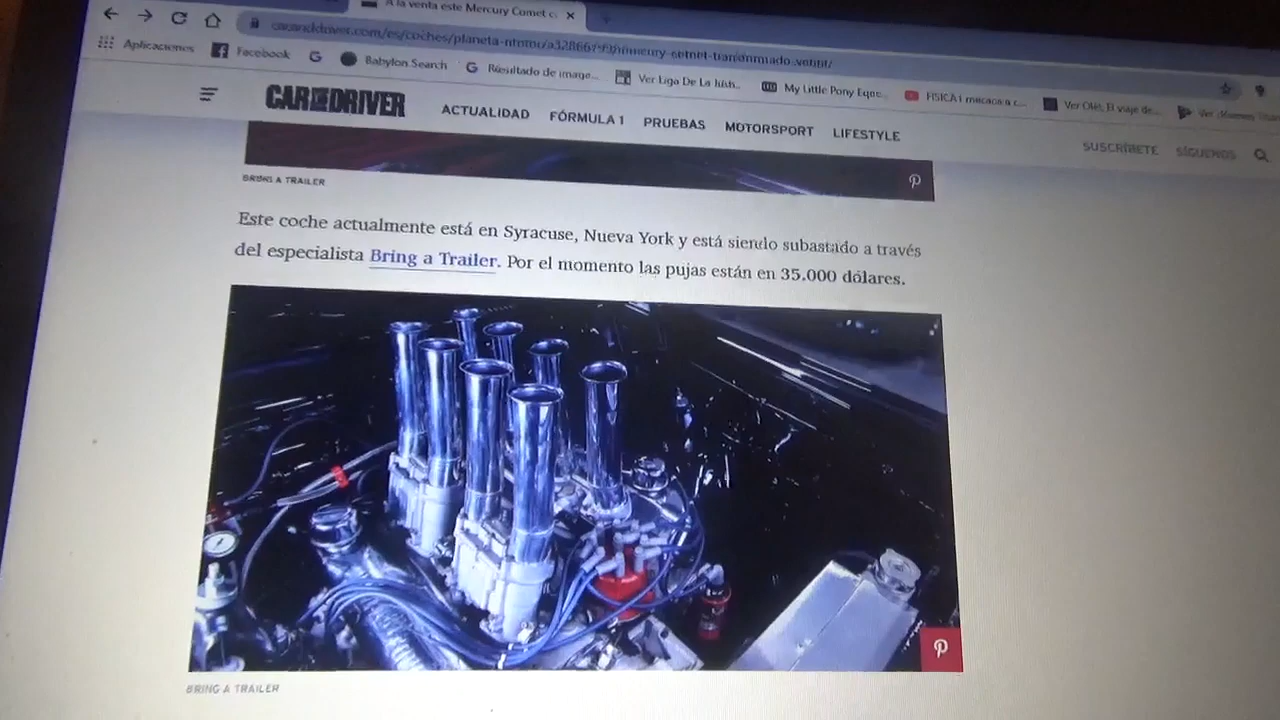 A la venta este Mercury Comet c
Aplicaciones
Facebook
Babylon Search
Resultado de image...
Ver Liga De La Justi...
My Little Pony Eque...
FISICA I mecanica c...
Ver Olé, El viaje de...
CAR AND DRIVER
ACTUALIDAD
FÓRMULA 1
PRUEBAS
MOTORSPORT
LIFESTYLE
SUSCRÍBETE
SÍGUENOS
BRING A TRAILER
Este coche actualmente está en Syracuse, Nueva York y está siendo subastado a través
del especialista Bring a Trailer. Por el momento las pujas están en 35.000 dólares.
BRING A TRAILER